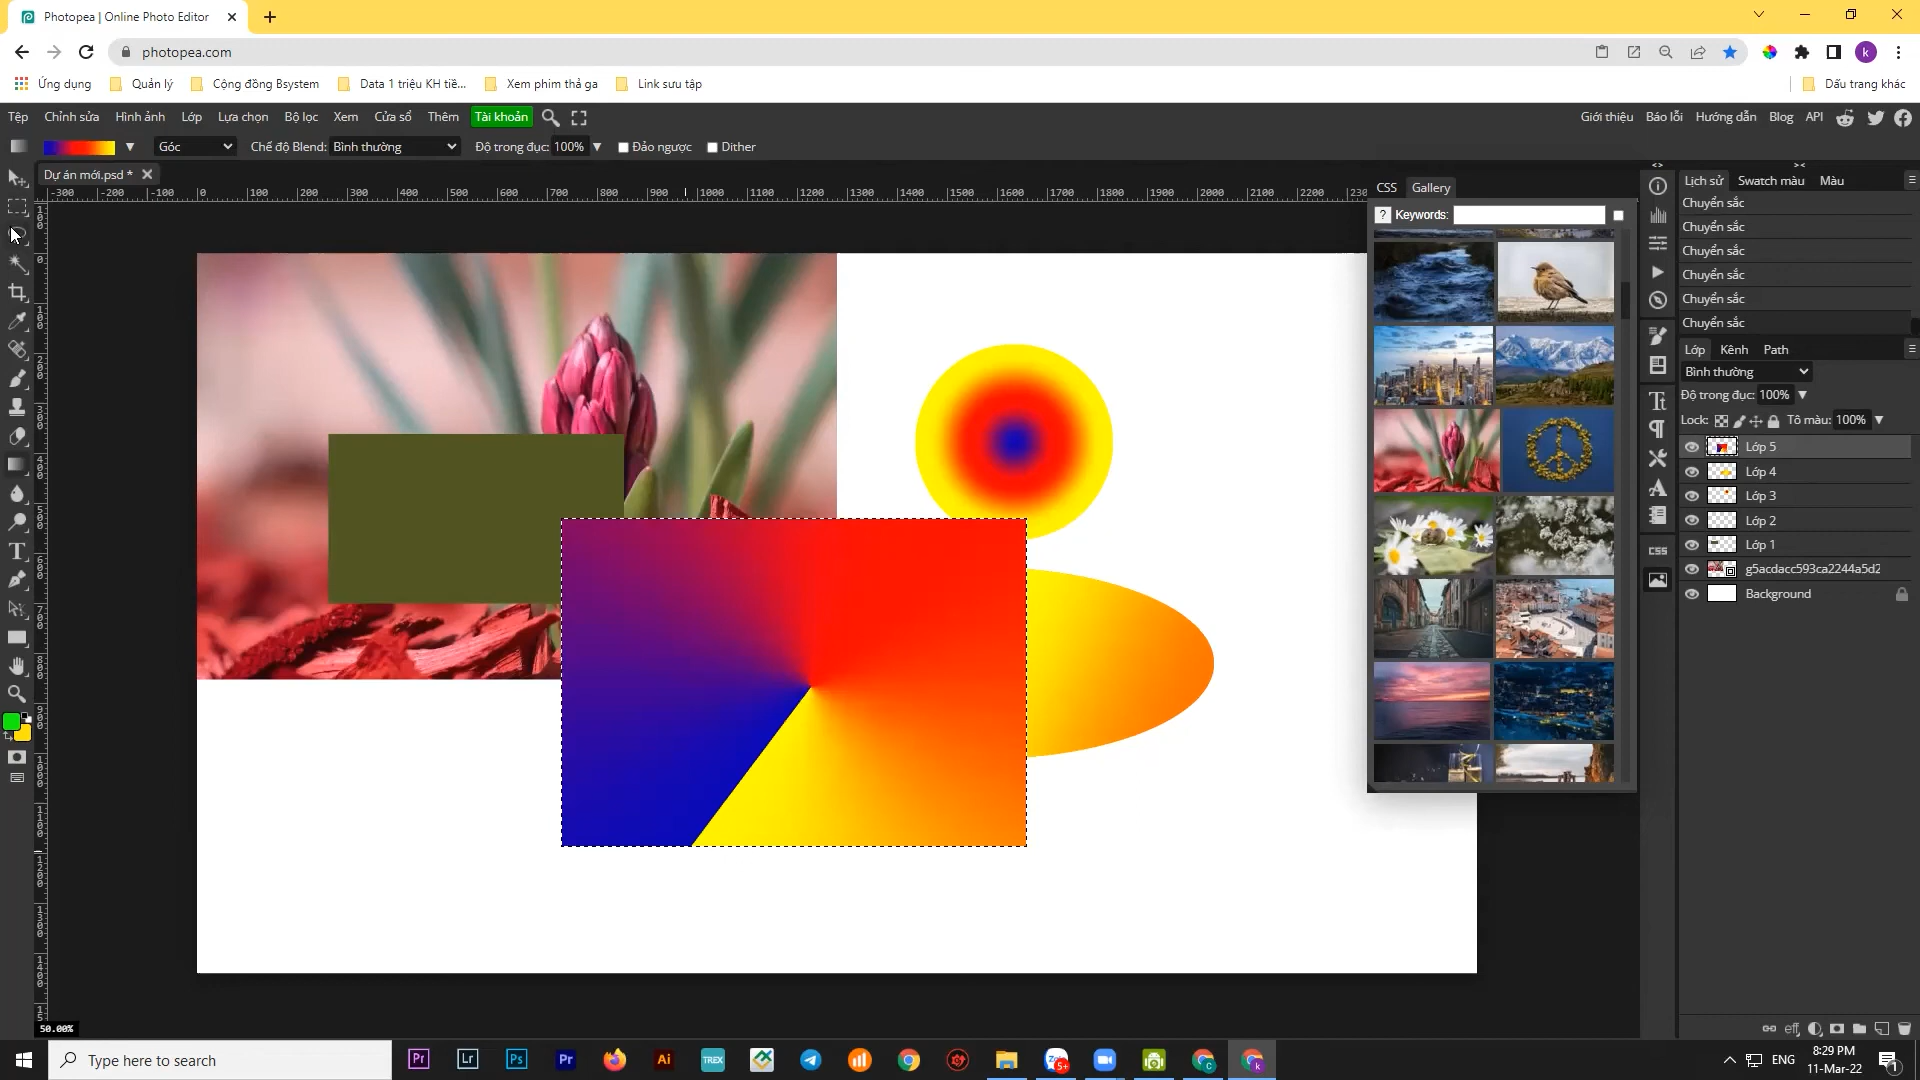 Photopea | Online Photo Editor
photopea.com
Ứng dụng
Quản lý
Cộng đồng Bsystem
Data 1 triệu KH tiề...
Xem phim thả ga
Link sưu tập
Dấu trang khác
Tệp Chỉnh sửa Hình ảnh Lớp Lựa chọn Bộ lọc Xem Cửa sổ Thêm Tài khoản
Giới thiệu Báo lỗi Hướng dẫn Blog API
Góc Chế độ Blend: Bình thường Độ trong đục: 100% Đảo ngược Dither
Dự án mới.psd *
-300 -200 -100 0 100 200 300 400 500 600 700 800 900 1000 1100 1200 1300 1400 1500 1600 1700 1800 1900 2000 2100 2200 2300
CSS Gallery
? Keywords:
Lịch sử Swatch màu Màu
Chuyển sắc
Chuyển sắc
Chuyển sắc
Chuyển sắc
Chuyển sắc
Chuyển sắc
Lớp Kênh Path
Bình thường
Độ trong đục: 100%
Lock: Tô màu: 100%
Lớp 5
Lớp 4
Lớp 3
Lớp 2
Lớp 1
g5acdacc593ca2244a5d2
Background
CSS
eff
50.00%
Type here to search
Pr Lr Ps Pr Ai TREX
ENG
8:29 PM
11-Mar-22